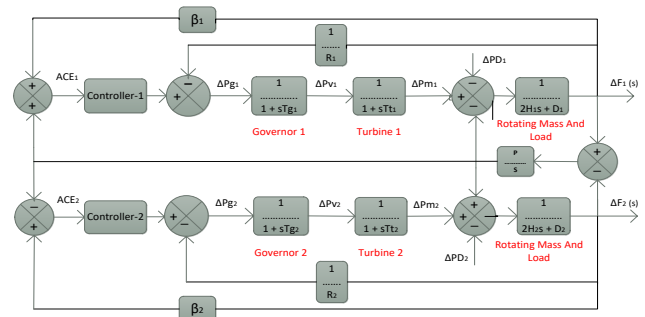 β₁
1
.......
R₁
ΔPD₁
ACE₁
Controller-1
ΔPg₁
1
.............
1 + sTg₁
ΔPv₁
1
.............
1 + sTt₁
ΔPm₁
1
.............
2H₁s + D₁
ΔF₁ (s)
Governor 1
Turbine 1
Rotating Mass And
Load
P
.........
s
ACE₂
Controller-2
ΔPg₂
1
.............
1 + sTg₂
ΔPv₂
1
.............
1 + sTt₂
ΔPm₂
1
.............
2H₂s + D₂
ΔF₂ (s)
Governor 2
Turbine 2
Rotating Mass And
Load
ΔPD₂
1
.......
R₂
β₂